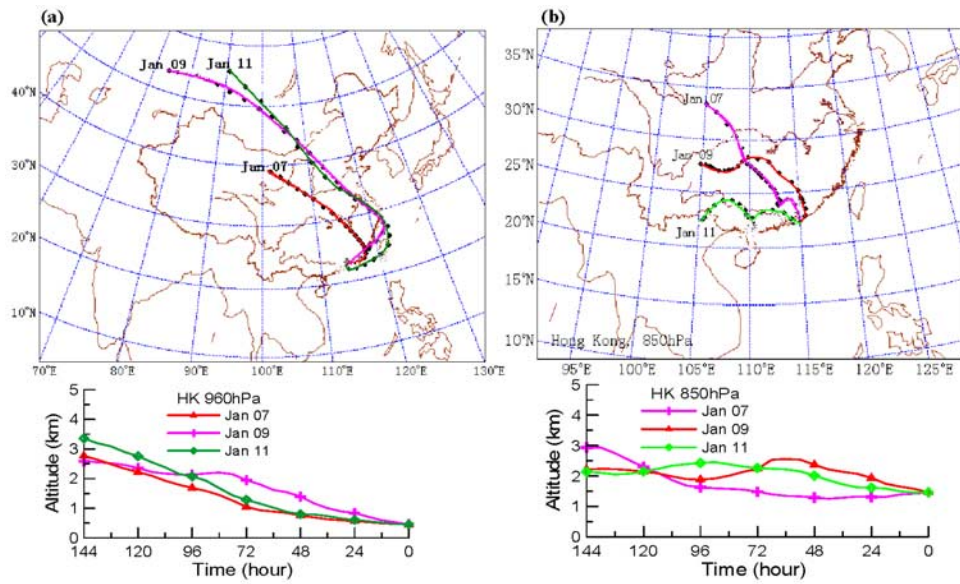 (a)
Jan 09
Jan 11
40°N
Jan 07
30°N
20°N
10°N
70°E
80°E
90°E
100°E
110°E
120°E
130°E
HK 960hPa
Jan 07
Jan 09
Jan 11
Altitude (km)
5
4
3
2
1
0
144
120
96
72
48
24
0
Time (hour)
(b)
35°N
30°N
25°N
20°N
15°N
10°N
Jan 07
Jan 09
Jan 11
Hong Kong, 850hPa
95°E
100°E
105°E
110°E
115°E
120°E
125°E
HK 850hPa
Jan 07
Jan 09
Jan 11
Altitude (km)
5
4
3
2
1
0
144
120
96
72
48
24
0
Time (hour)